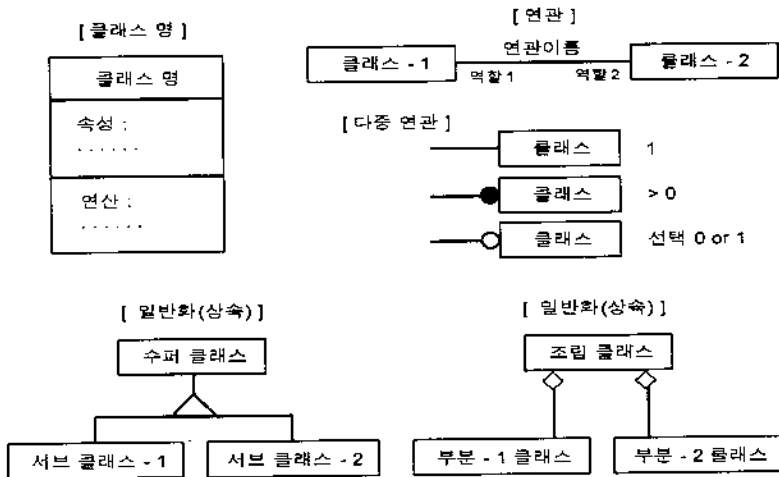 [ 클래스 명 ]
클래스 명
속성 :
. . . . . .
연산 :
. . . . . .
[ 연관 ]
클래스 - 1
연관이름
클래스 - 2
역할 1
역할 2
[ 다중 연관 ]
클래스
1
클래스
> 0
클래스
선택 0 or 1
[ 일반화(상속) ]
수퍼 클래스
서브 클래스 - 1
서브 클래스 - 2
[ 일반화(상속) ]
조립 클래스
부분 - 1 클래스
부분 - 2 클래스